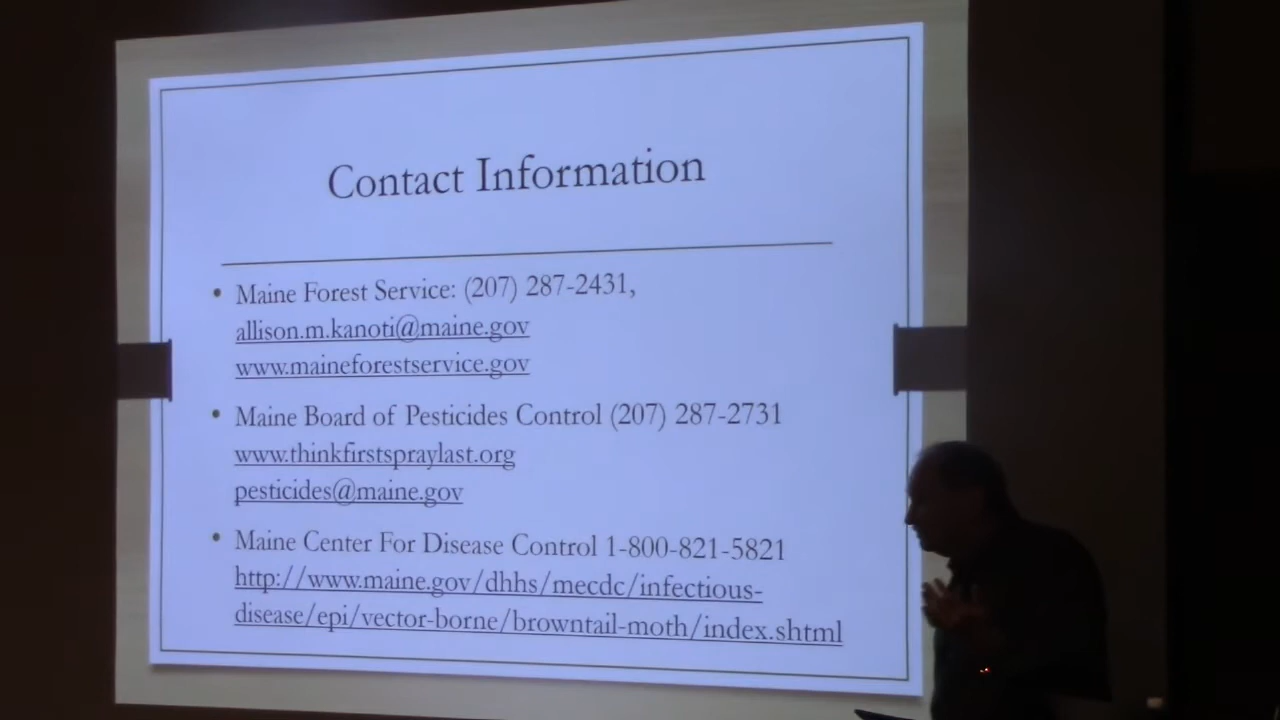 Contact Information
• Maine Forest Service: (207) 287-2431,
allison.m.kanoti@maine.gov
www.maineforestservice.gov
• Maine Board of Pesticides Control (207) 287-2731
www.thinkfirstspraylast.org
pesticides@maine.gov
• Maine Center For Disease Control 1-800-821-5821
http://www.maine.gov/dhhs/mecdc/infectious-
disease/epi/vector-borne/browntail-moth/index.shtml